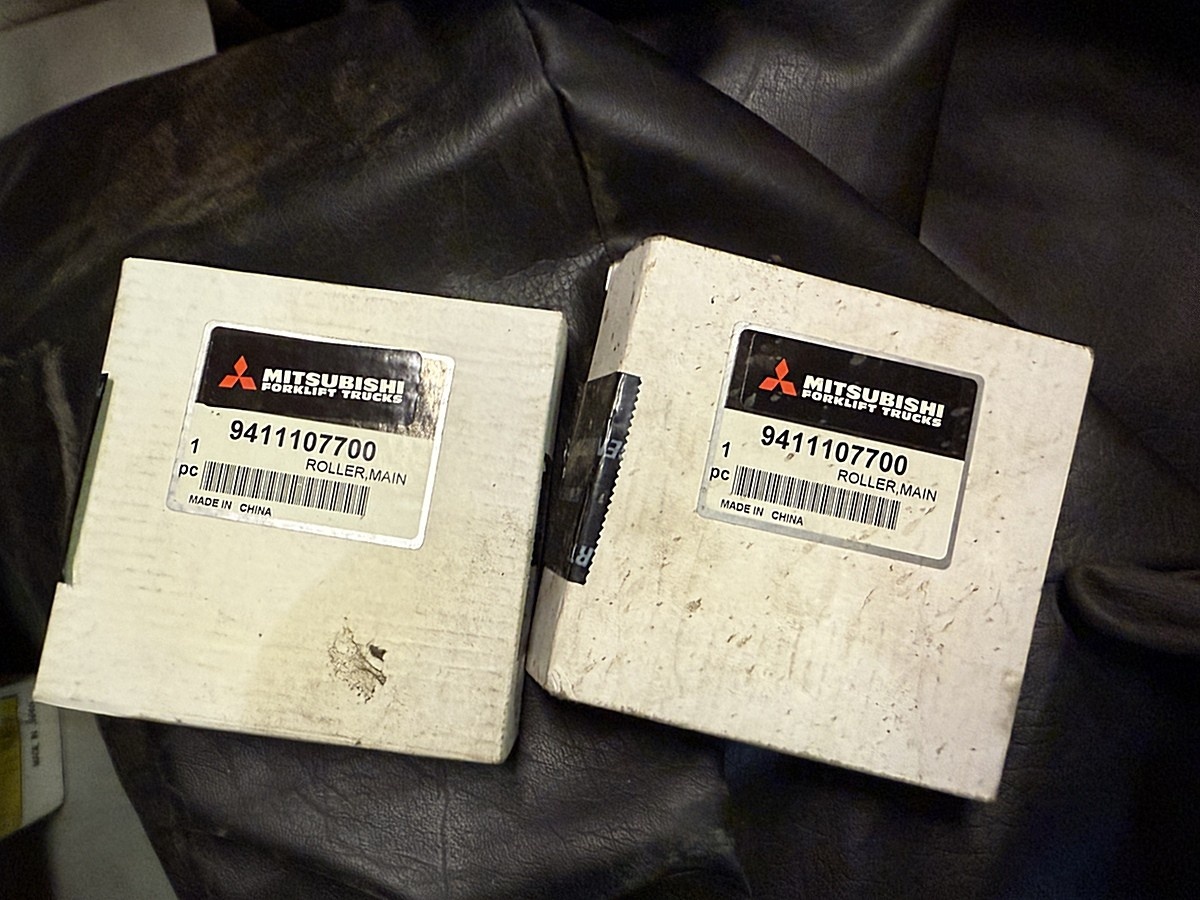 MITSUBISHI
FORKLIFT TRUCKS
9411107700
1
ROLLER,MAIN
pc
MADE IN CHINA
MITSUBISHI
FORKLIFT TRUCKS
9411107700
1
ROLLER,MAIN
pc
MADE IN CHINA